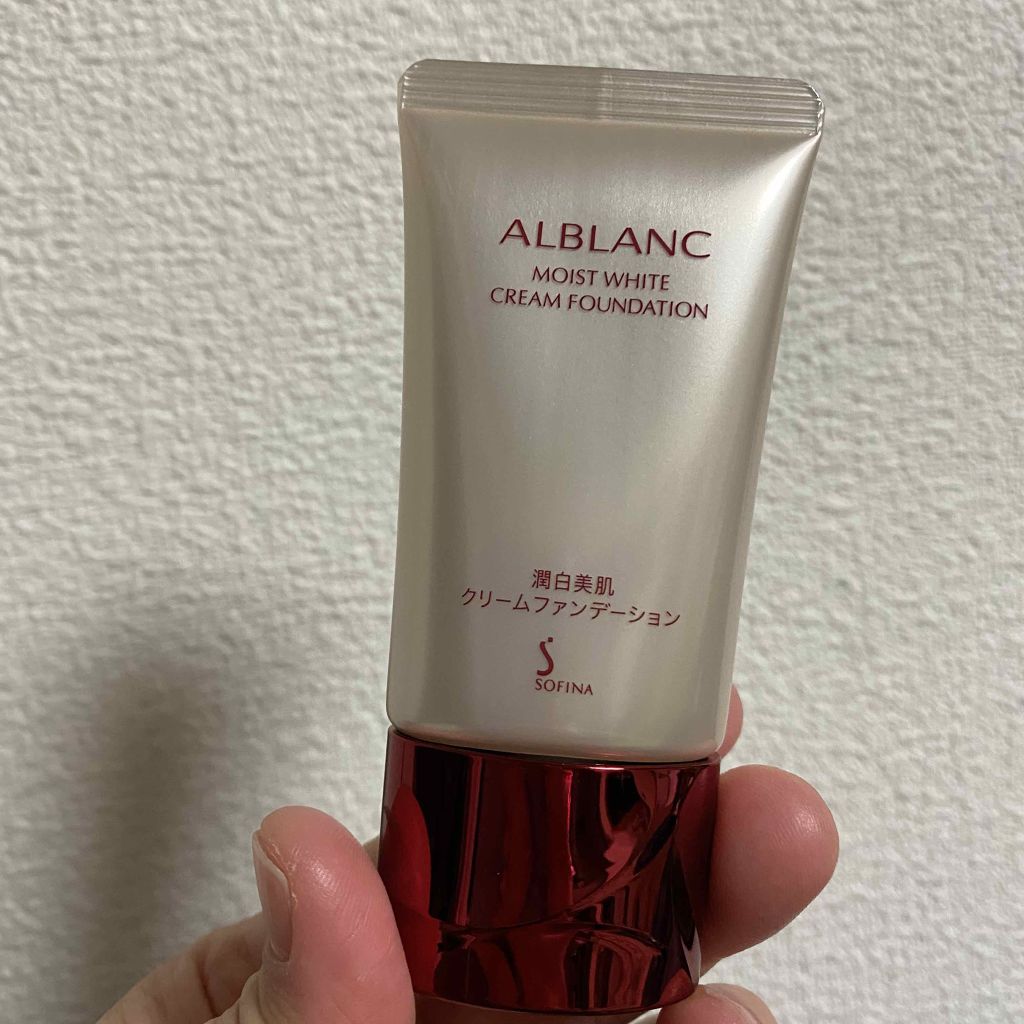 ALBLANC
MOIST WHITE
CREAM FOUNDATION
潤白美肌
クリームファンデーション
SOFINA